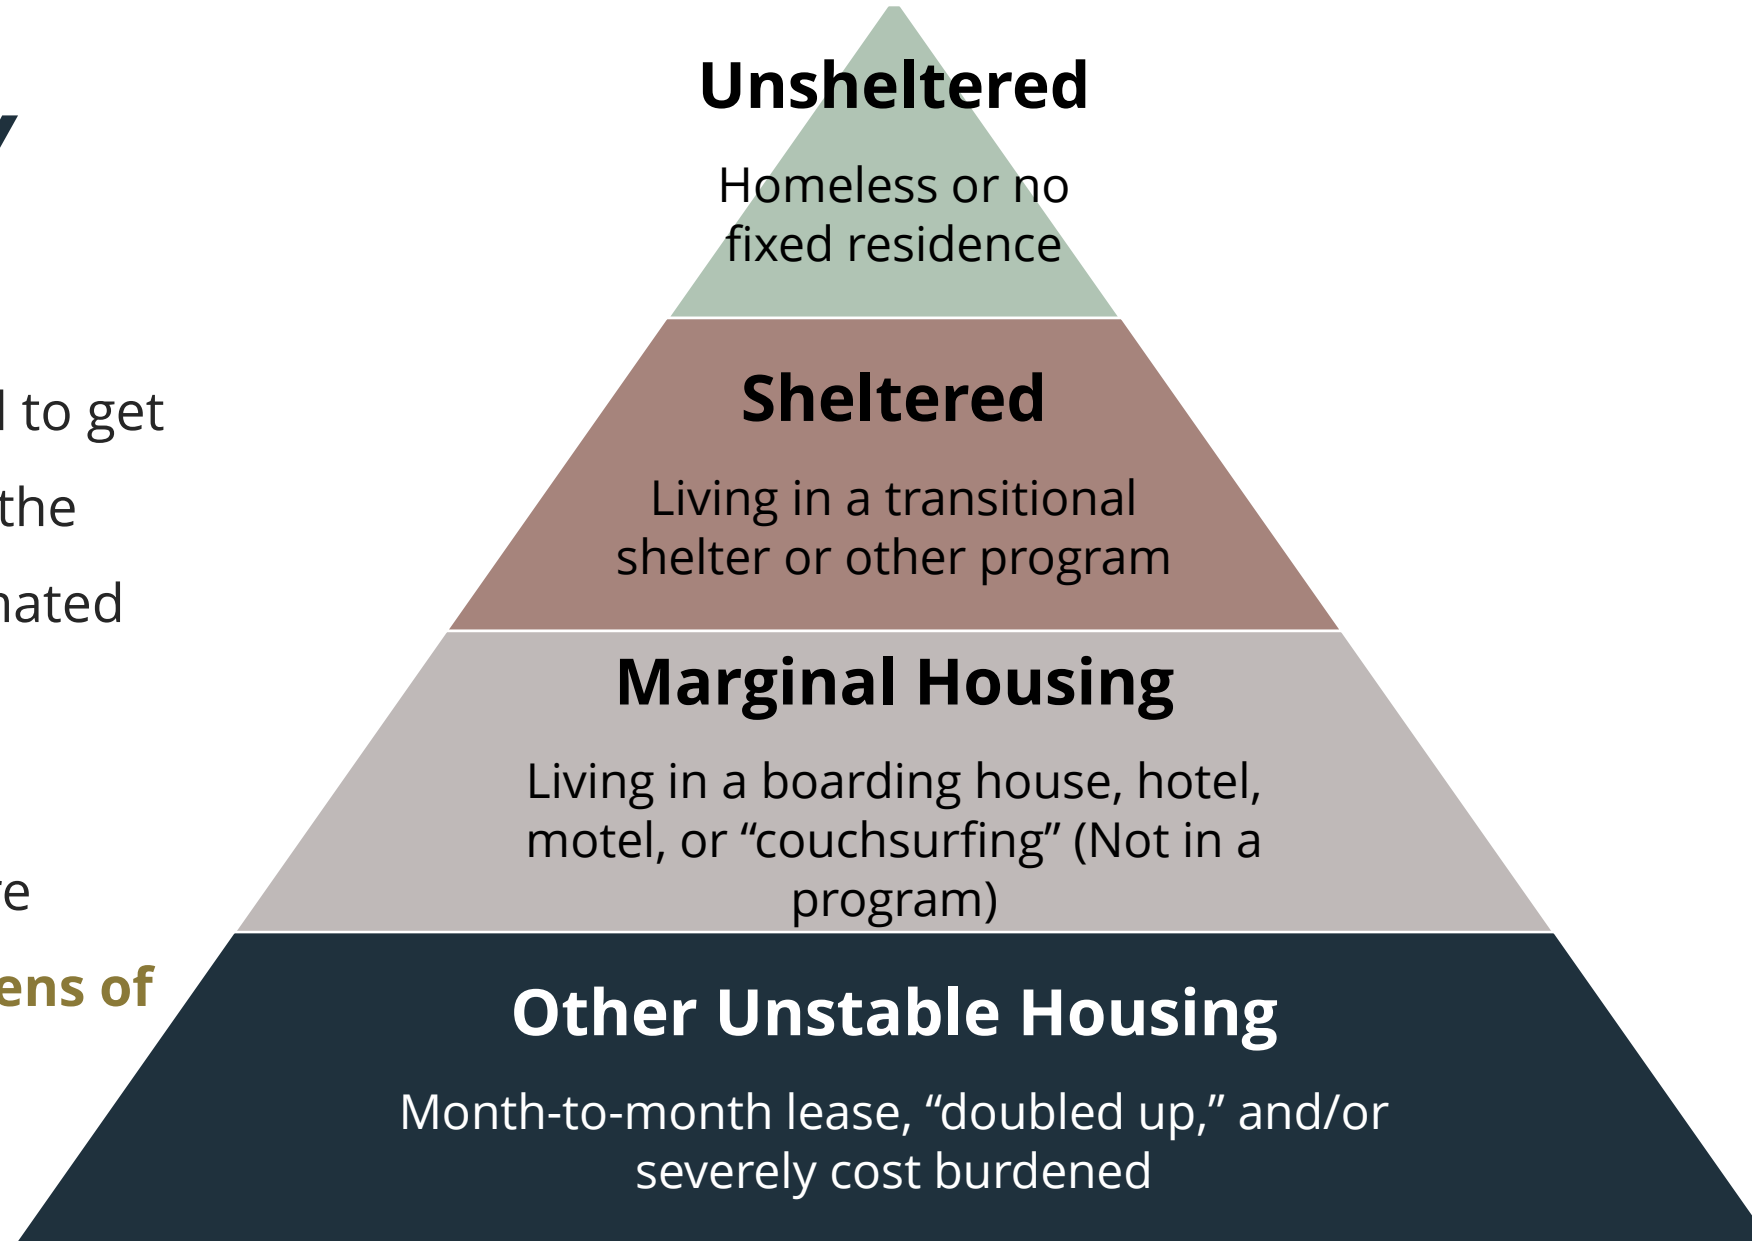 to get
the
of
Unsheltered
Homeless or no
fixed residence
Sheltered
Living in a transitional
shelter or other program
Marginal Housing
Living in a boarding house, hotel,
motel, or “couchsurfing” (Not in a
program)
Other Unstable Housing
Month-to-month lease, “doubled up,” and/or
severely cost burdened